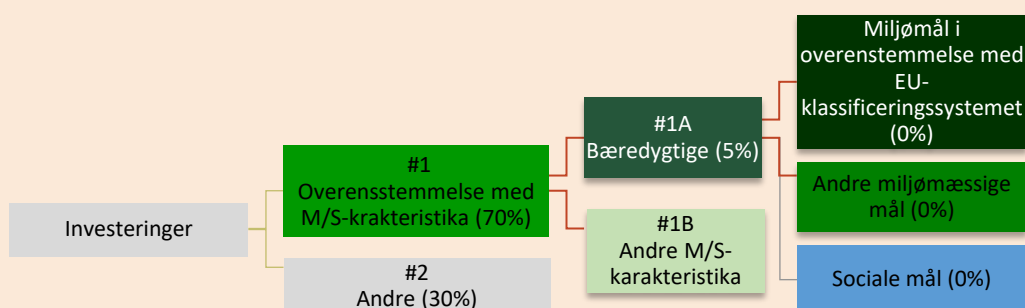 Investeringer
#1
Overensstemmelse med
M/S-krakteristika (70%)
#2
Andre (30%)
#1A
Bæredygtige (5%)
#1B
Andre M/S-
karakteristika
Miljømål i
overenstemmelse med
EU-
klassificeringssystemet
(0%)
Andre miljømæssige
mål (0%)
Sociale mål (0%)